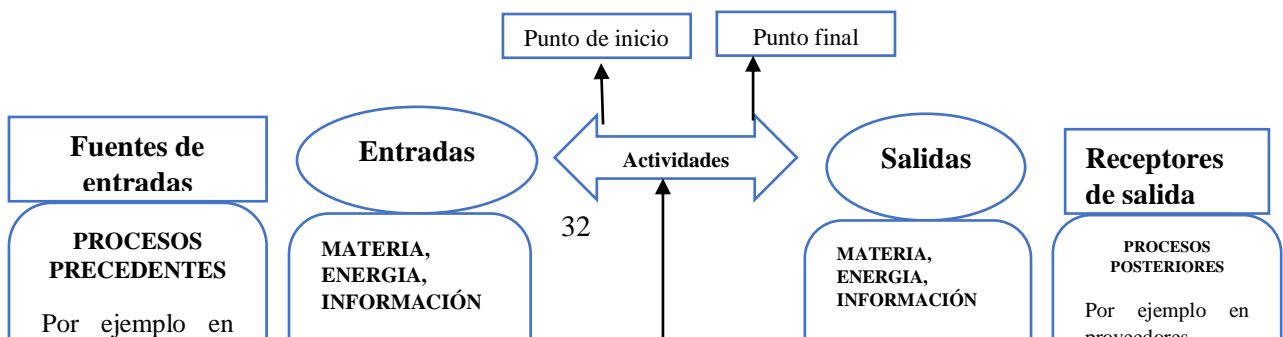 Punto de inicio
Punto final
Fuentes de
entradas
Entradas
Actividades
Salidas
Receptores
de salida
32
PROCESOS
PRECEDENTES
Por ejemplo en
MATERIA,
ENERGIA,
INFORMACIÓN
MATERIA,
ENERGIA,
INFORMACIÓN
PROCESOS
POSTERIORES
Por ejemplo en